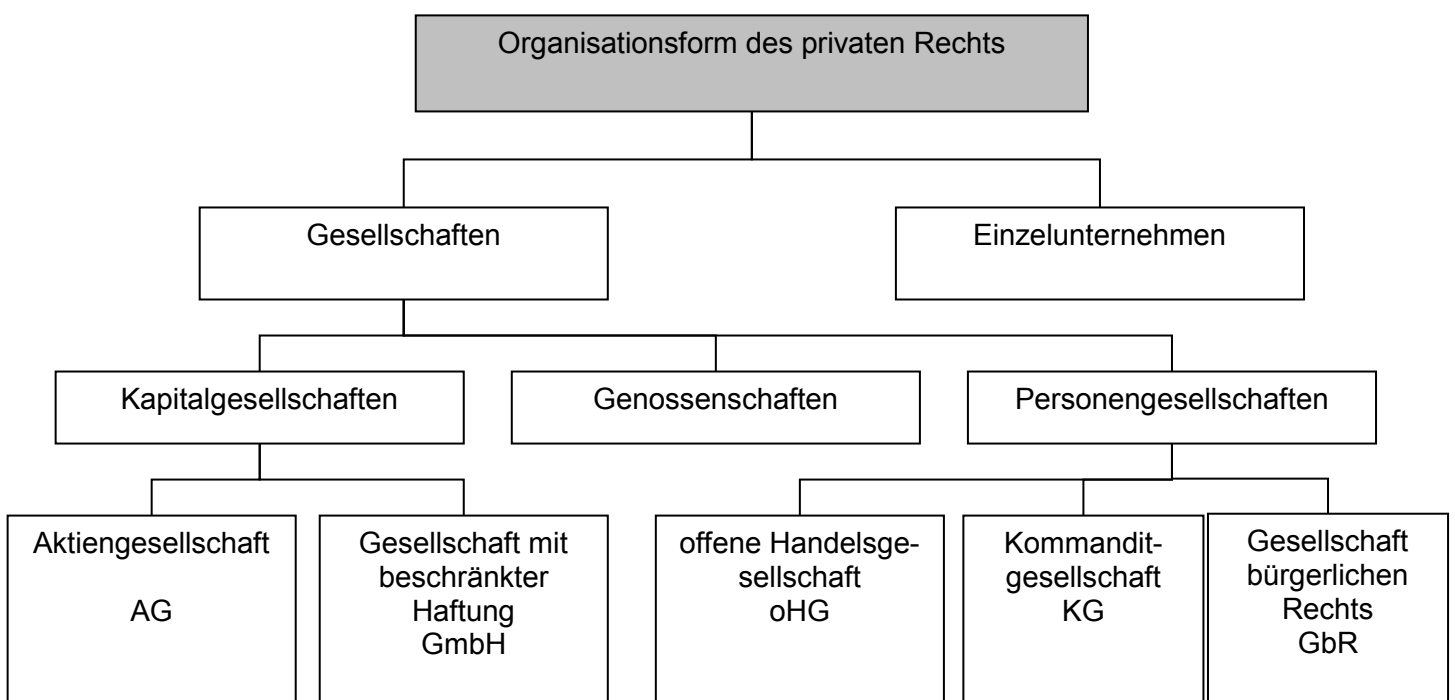 Organisationsform des privaten Rechts
Gesellschaften
Einzelunternehmen
Kapitalgesellschaften
Genossenschaften
Personengesellschaften
Aktiengesellschaft
AG
Gesellschaft mit
beschränkter
Haftung
GmbH
offene Handelsge-
sellschaft
oHG
Kommandit-
gesellschaft
KG
Gesellschaft
bürgerlichen
Rechts
GbR